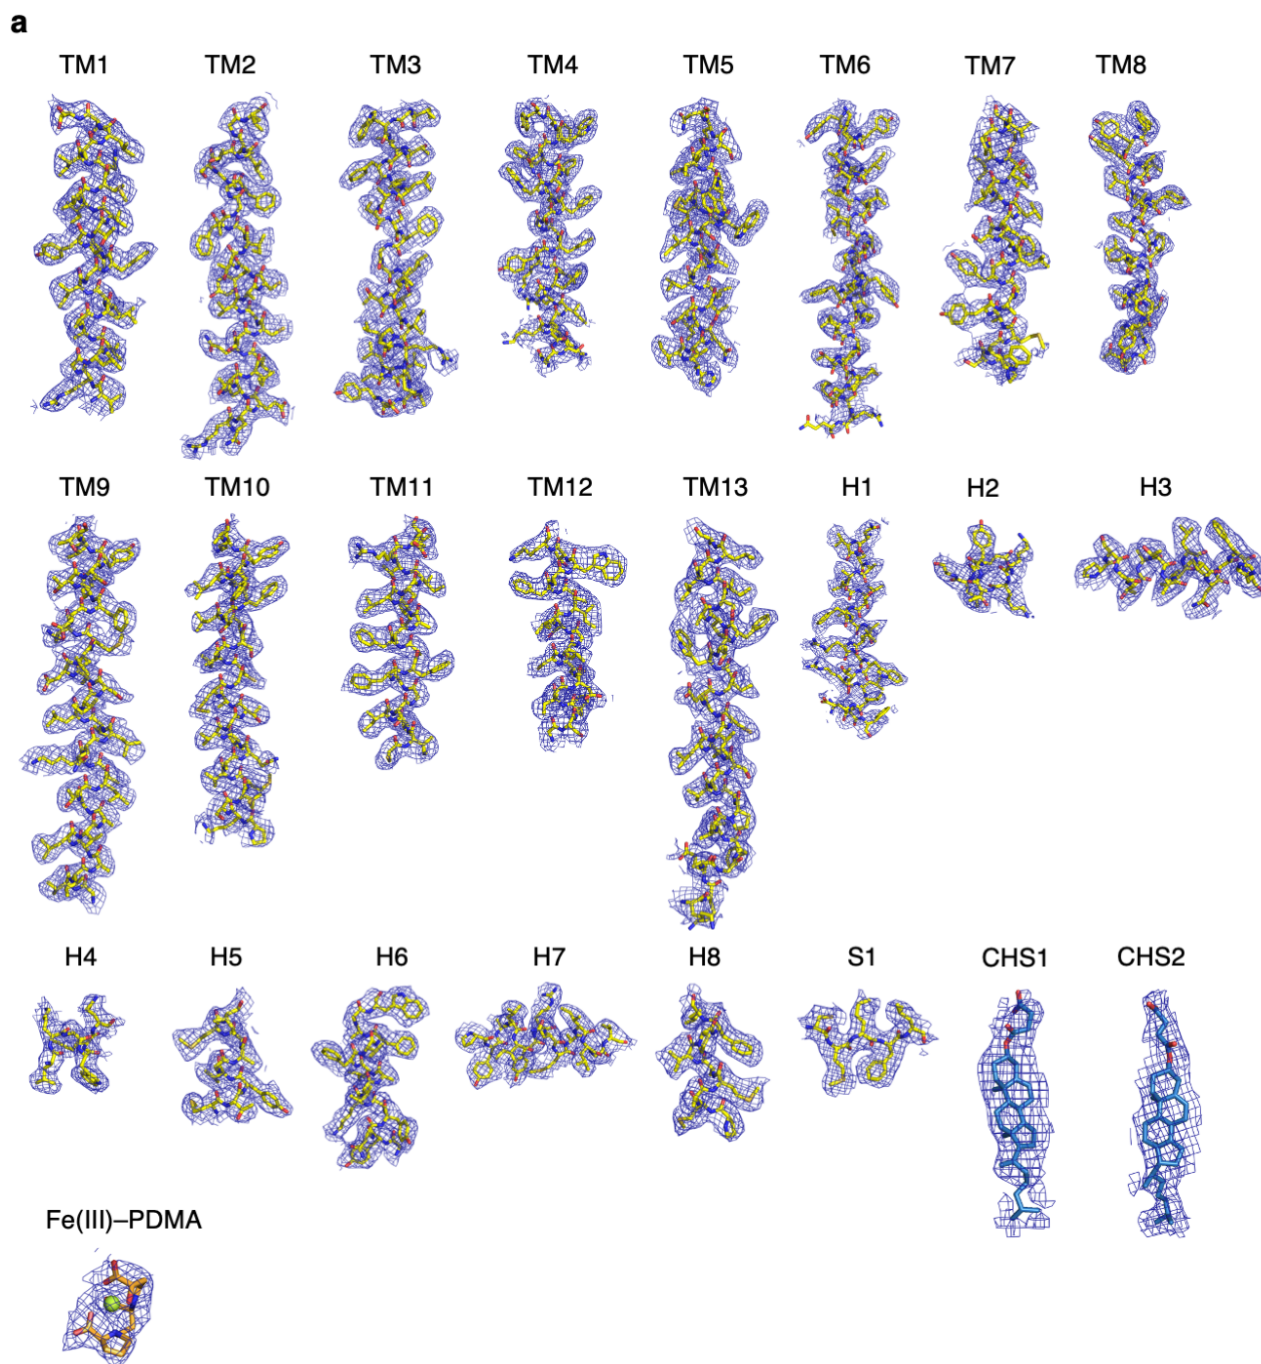 a
TM1 TM2 TM3 TM4 TM5 TM6 TM7 TM8
TM9 TM10 TM11 TM12 TM13 H1 H2 H3
H4 H5 H6 H7 H8 S1 CHS1 CHS2
Fe(III)–PDMA